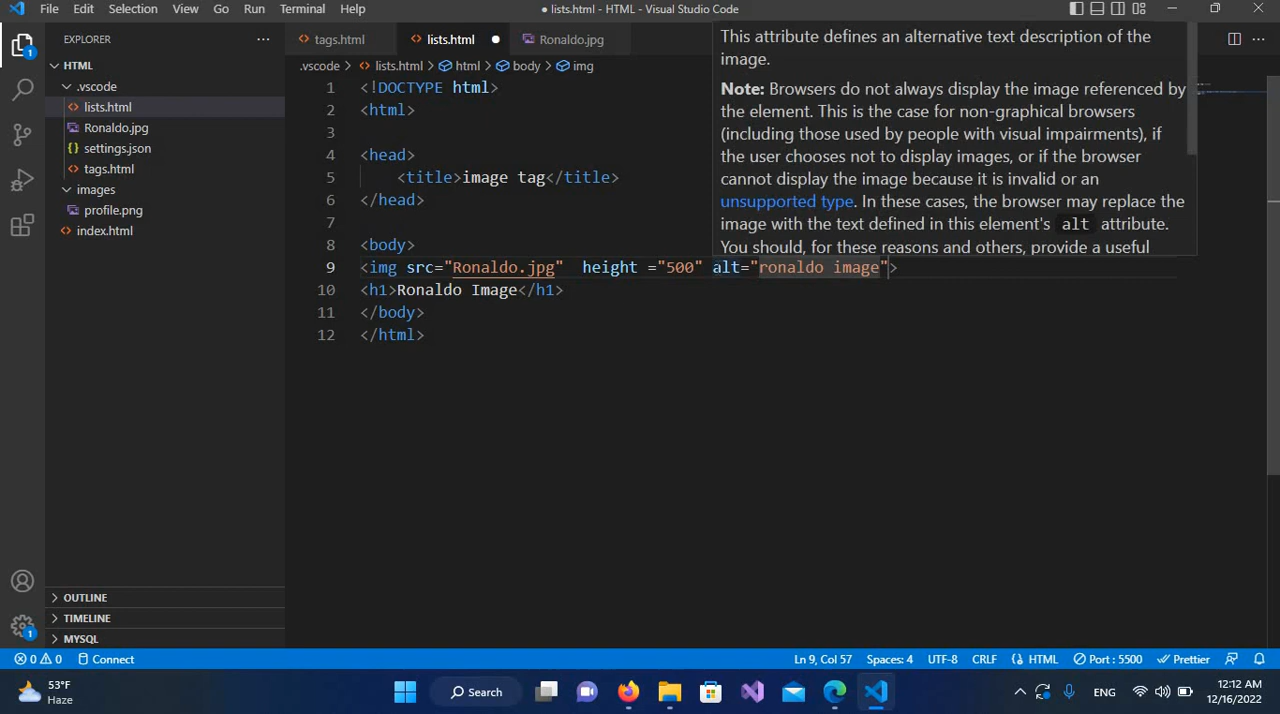 File Edit Selection View Go Run Terminal Help
● lists.html - HTML - Visual Studio Code
EXPLORER
HTML
.vscode
lists.html
Ronaldo.jpg
settings.json
tags.html
images
profile.png
index.html
OUTLINE
TIMELINE
MYSQL
1
1
tags.html
lists.html
Ronaldo.jpg
.vscode > lists.html > html > body > img
1 <!DOCTYPE html>
2 <html>
3
4 <head>
5 <title>image tag</title>
6 </head>
7
8 <body>
9 <img src="Ronaldo.jpg"  height ="500" alt="ronaldo image">
10 <h1>Ronaldo Image</h1>
11 </body>
12 </html>
This attribute defines an alternative text description of the
image.
Note: Browsers do not always display the image referenced by
the element. This is the case for non-graphical browsers
(including those used by people with visual impairments), if
the user chooses not to display images, or if the browser
cannot display the image because it is invalid or an
unsupported type. In these cases, the browser may replace the
image with the text defined in this element's alt attribute.
You should, for these reasons and others, provide a useful
0 0 Connect
Ln 9, Col 57 Spaces: 4 UTF-8 CRLF HTML Port : 5500 Prettier
53°F
Haze
Search
ENG
12:12 AM
12/16/2022